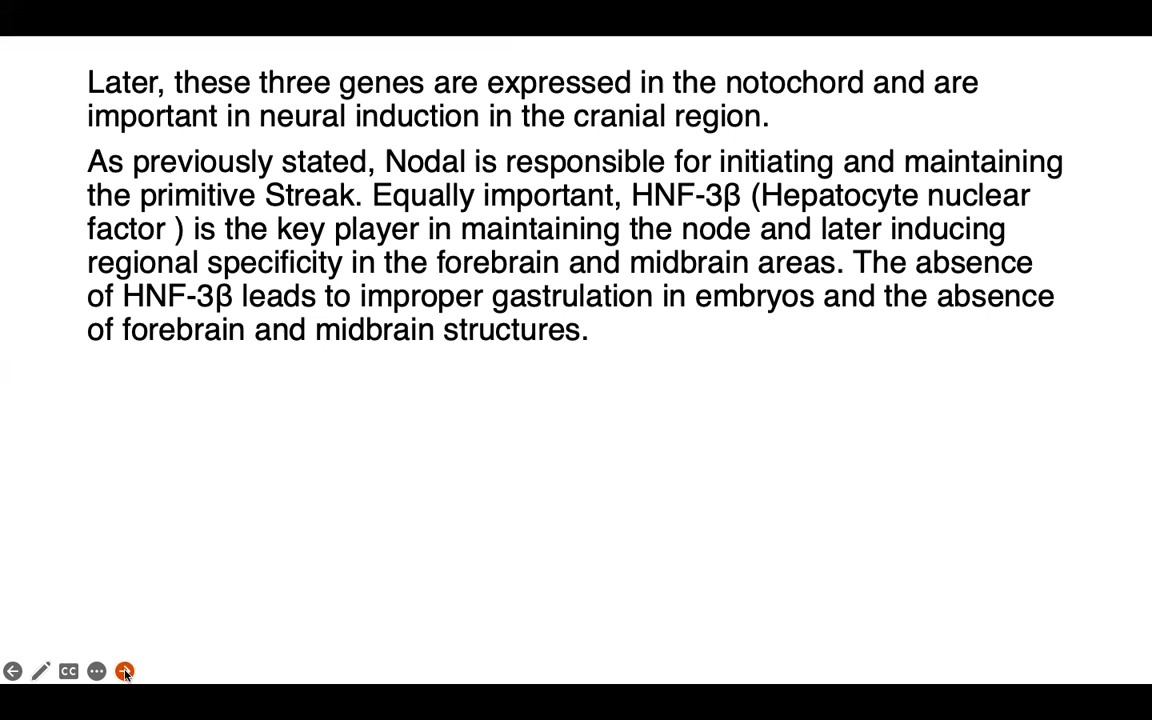 Later, these three genes are expressed in the notochord and are
important in neural induction in the cranial region.
As previously stated, Nodal is responsible for initiating and maintaining
the primitive Streak. Equally important, HNF-3β (Hepatocyte nuclear
factor ) is the key player in maintaining the node and later inducing
regional specificity in the forebrain and midbrain areas. The absence
of HNF-3β leads to improper gastrulation in embryos and the absence
of forebrain and midbrain structures.
CC